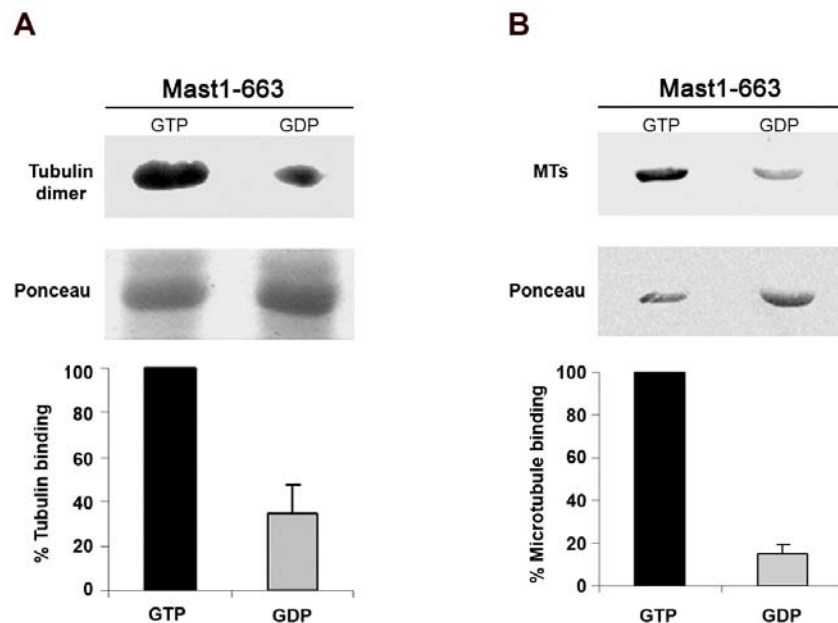 A
Mast1-663
GTP GDP
Tubulin
dimer
Ponceau
100
80
60
40
20
0
% Tubulin binding
GTP GDP
B
Mast1-663
GTP GDP
MTs
Ponceau
100
80
60
40
20
0
% Microtubule binding
GTP GDP